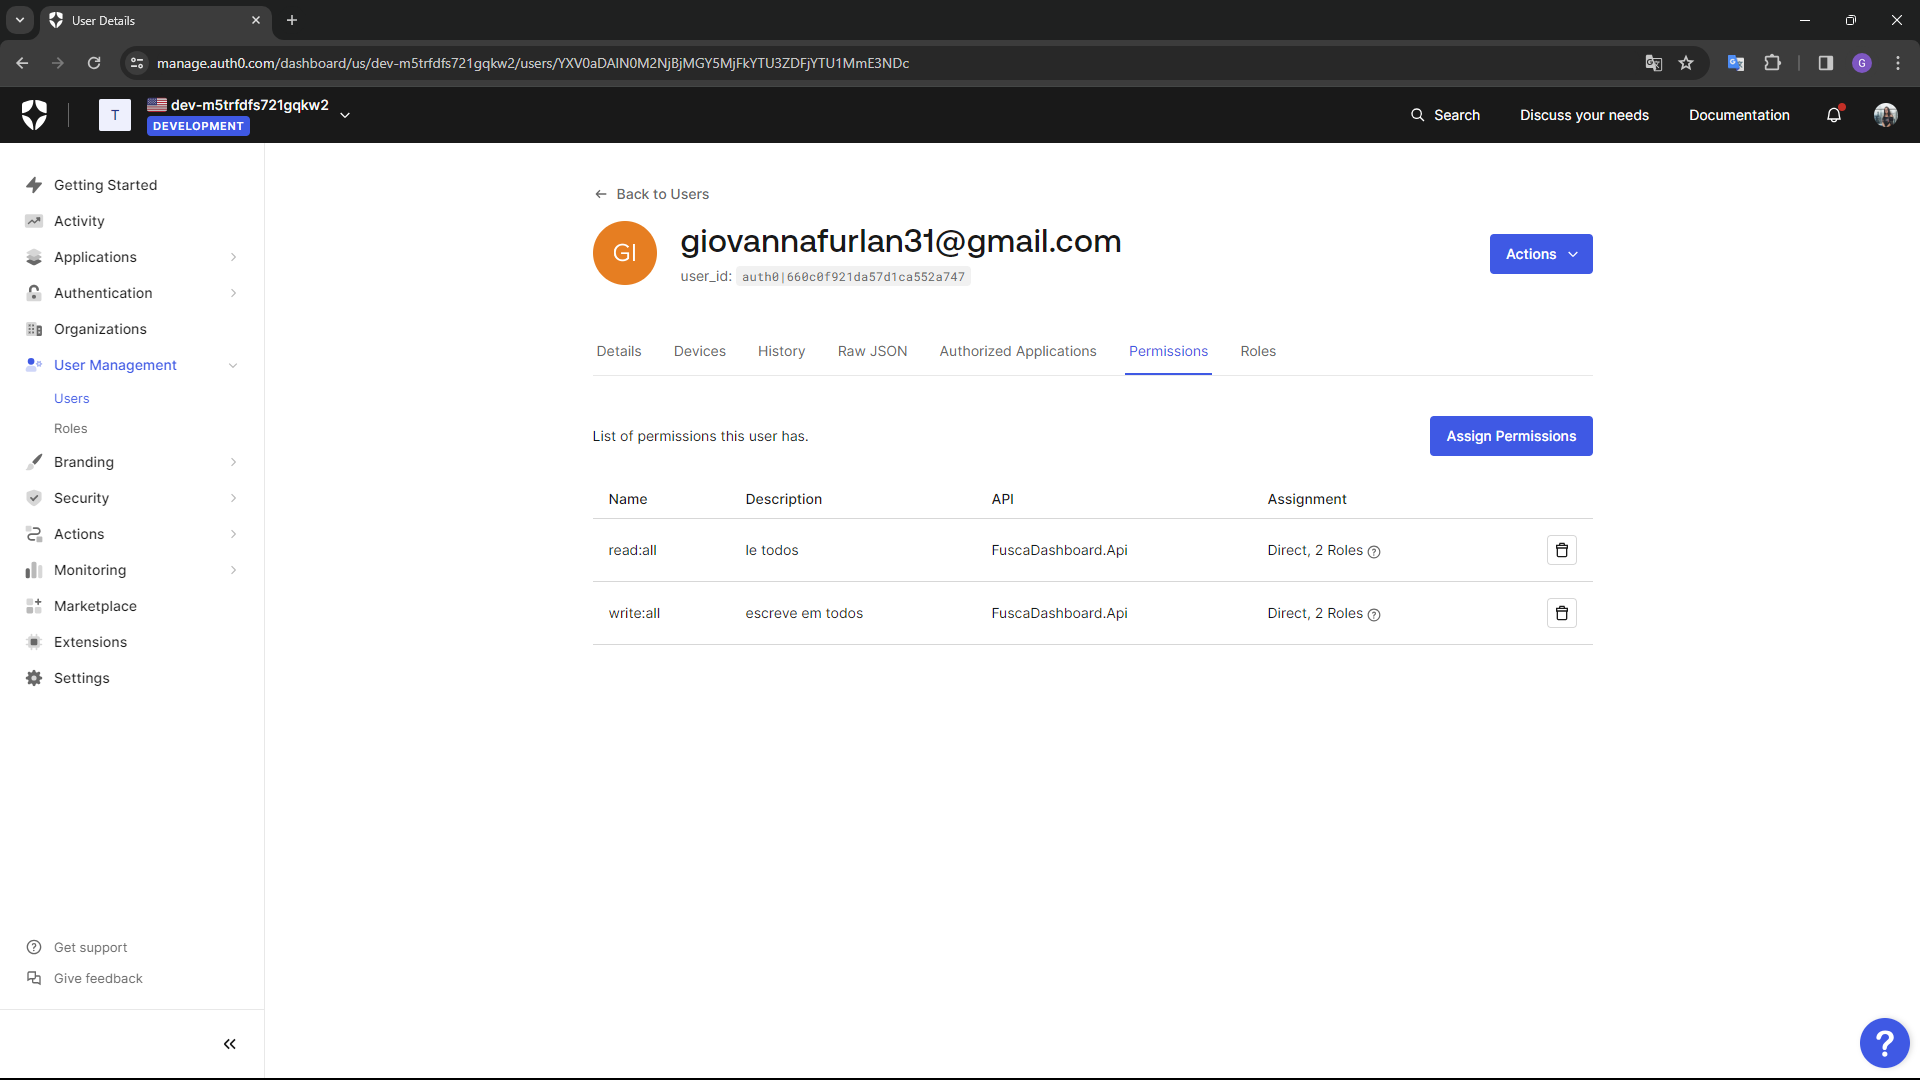 User Details
manage.auth0.com/dashboard/us/dev-m5trfdfs721gqkw2/users/YXV0aDAlN0M2NjBjMGY5MjFkYTU3ZDFjYTU1MmE3NDc
G
T
dev-m5trfdfs721gqkw2
DEVELOPMENT
Search
Discuss your needs
Documentation
Getting Started
Activity
Applications
Authentication
Organizations
User Management
Users
Roles
Branding
Security
Actions
Monitoring
Marketplace
Extensions
Settings
Get support
Give feedback
Back to Users
GI
giovannafurlan31@gmail.com
user_id: auth0|660c0f921da57d1ca552a747
Actions
Details Devices History Raw JSON Authorized Applications Permissions Roles
List of permissions this user has.
Assign Permissions
Name Description API Assignment
read:all le todos FuscaDashboard.Api Direct, 2 Roles ?
write:all escreve em todos FuscaDashboard.Api Direct, 2 Roles ?
?